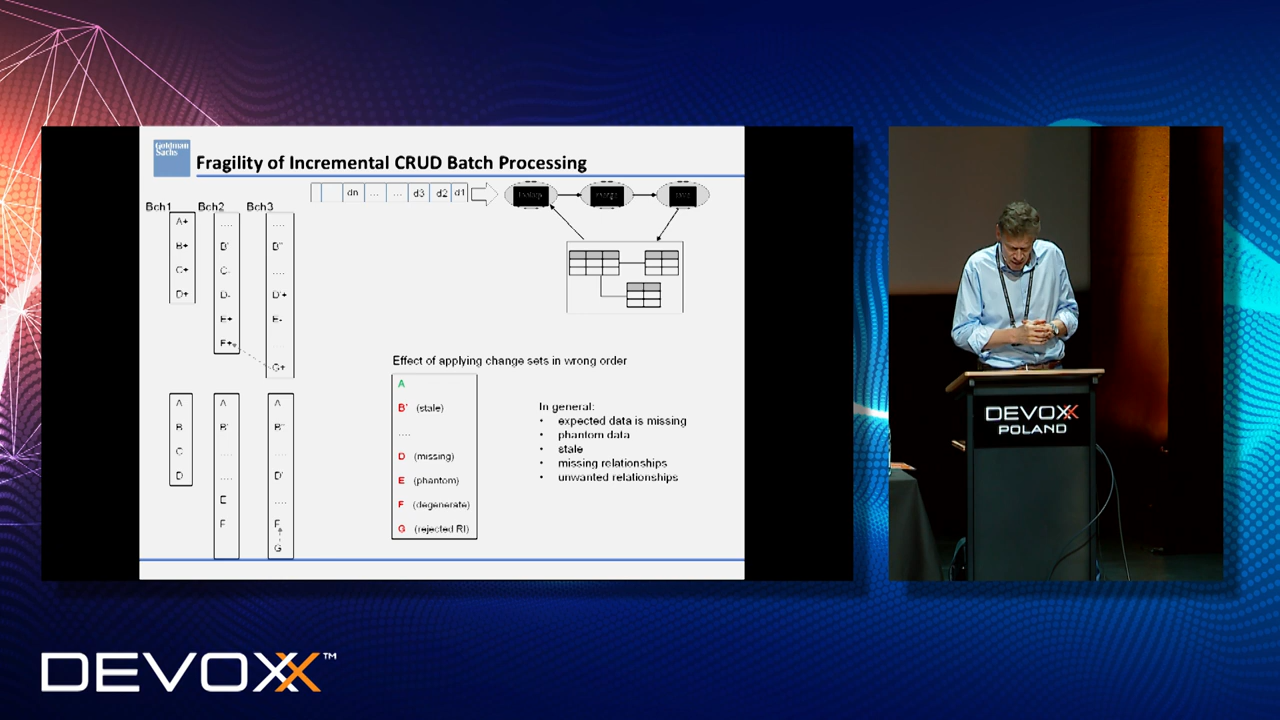 Goldman
Sachs
Fragility of Incremental CRUD Batch Processing
dn ... ... d3 d2 d1
Bch1 Bch2 Bch3
A+ ....
B+ B' B''
C+ C- ....
D+ D- D'+
E+ E-
F+
G+
Effect of applying change sets in wrong order
A
B' (stale)
....
D (missing)
E (phantom)
F (degenerate)
G (rejected RI)
In general:
• expected data is missing
• phantom data
• stale
• missing relationships
• unwanted relationships
A A A
B B' B''
C .... ....
D .... D'
E ....
F F
G
DEVOXX
POLAND
DEVOXX™